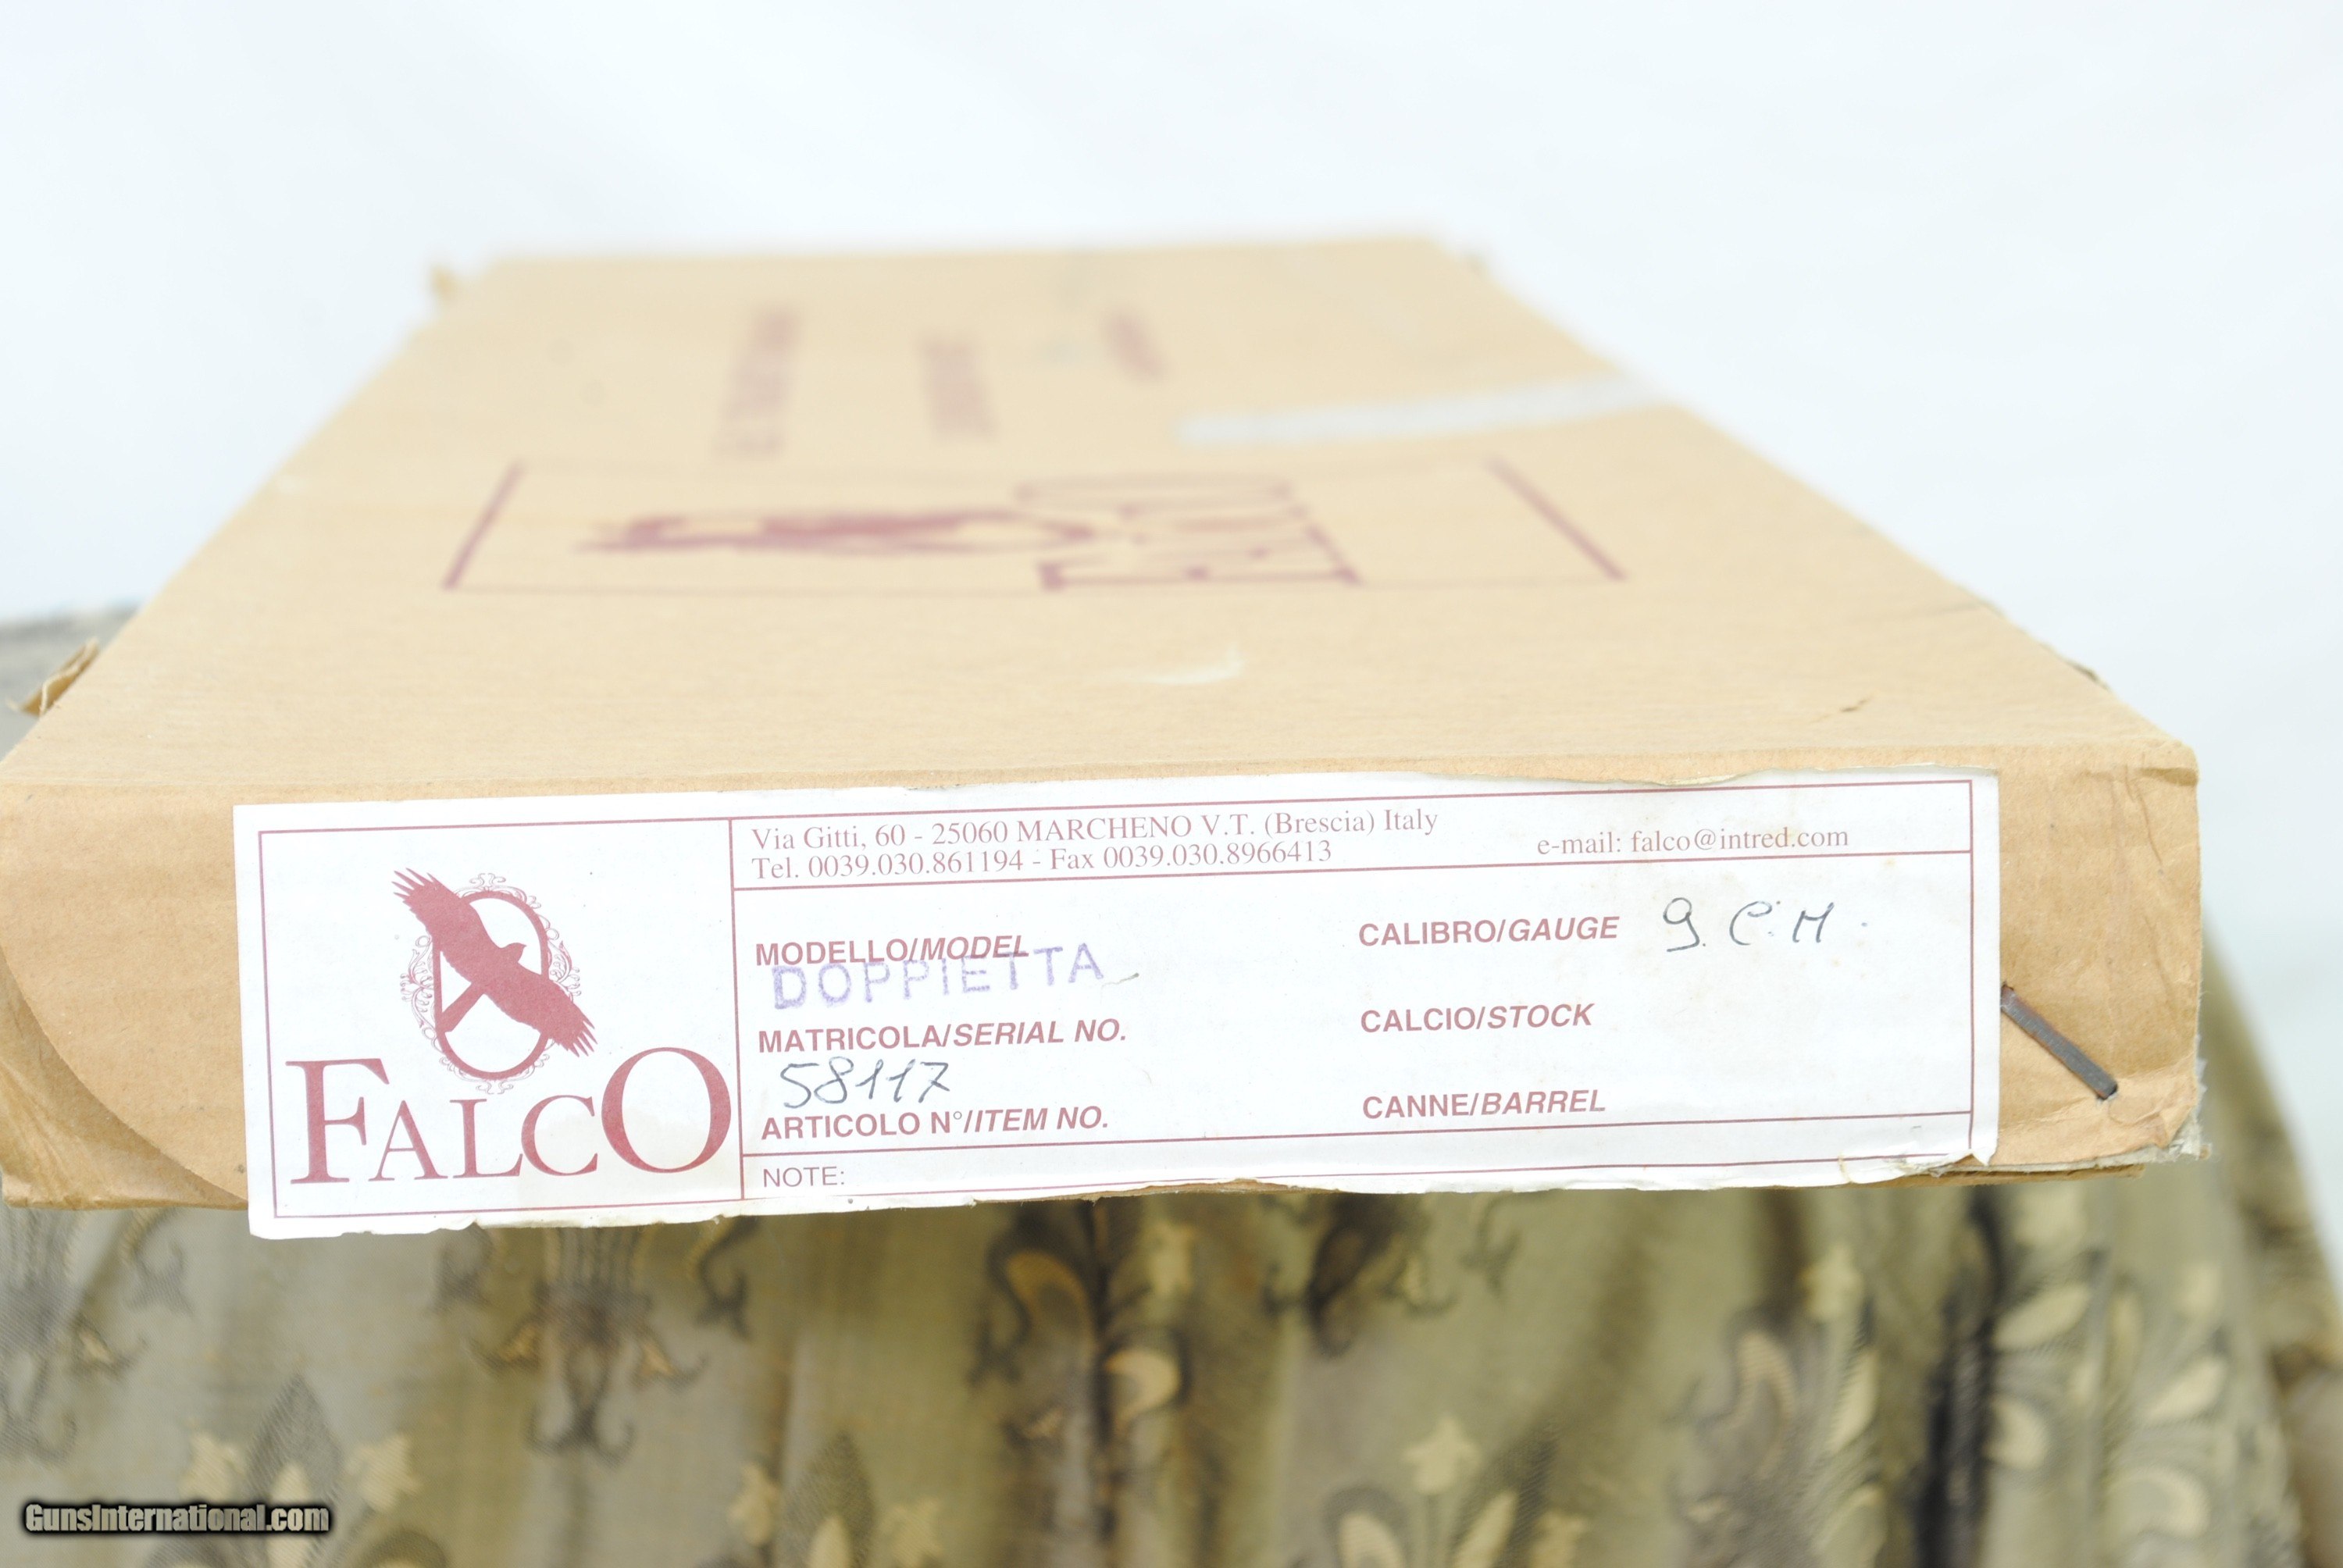 FALCO
Via Gitti, 60 - 25060 MARCHENO V.T. (Brescia) Italy
Tel. 0039.030.861194 - Fax 0039.030.8966413
e-mail: falco@intred.com
MODELLO/MODEL
DOPPIETTA
CALIBRO/GAUGE 9. C.H.
MATRICOLA/SERIAL NO.
58117
CALCIO/STOCK
ARTICOLO N°/ITEM NO.
CANNE/BARREL
NOTE:
GunsInternational.com